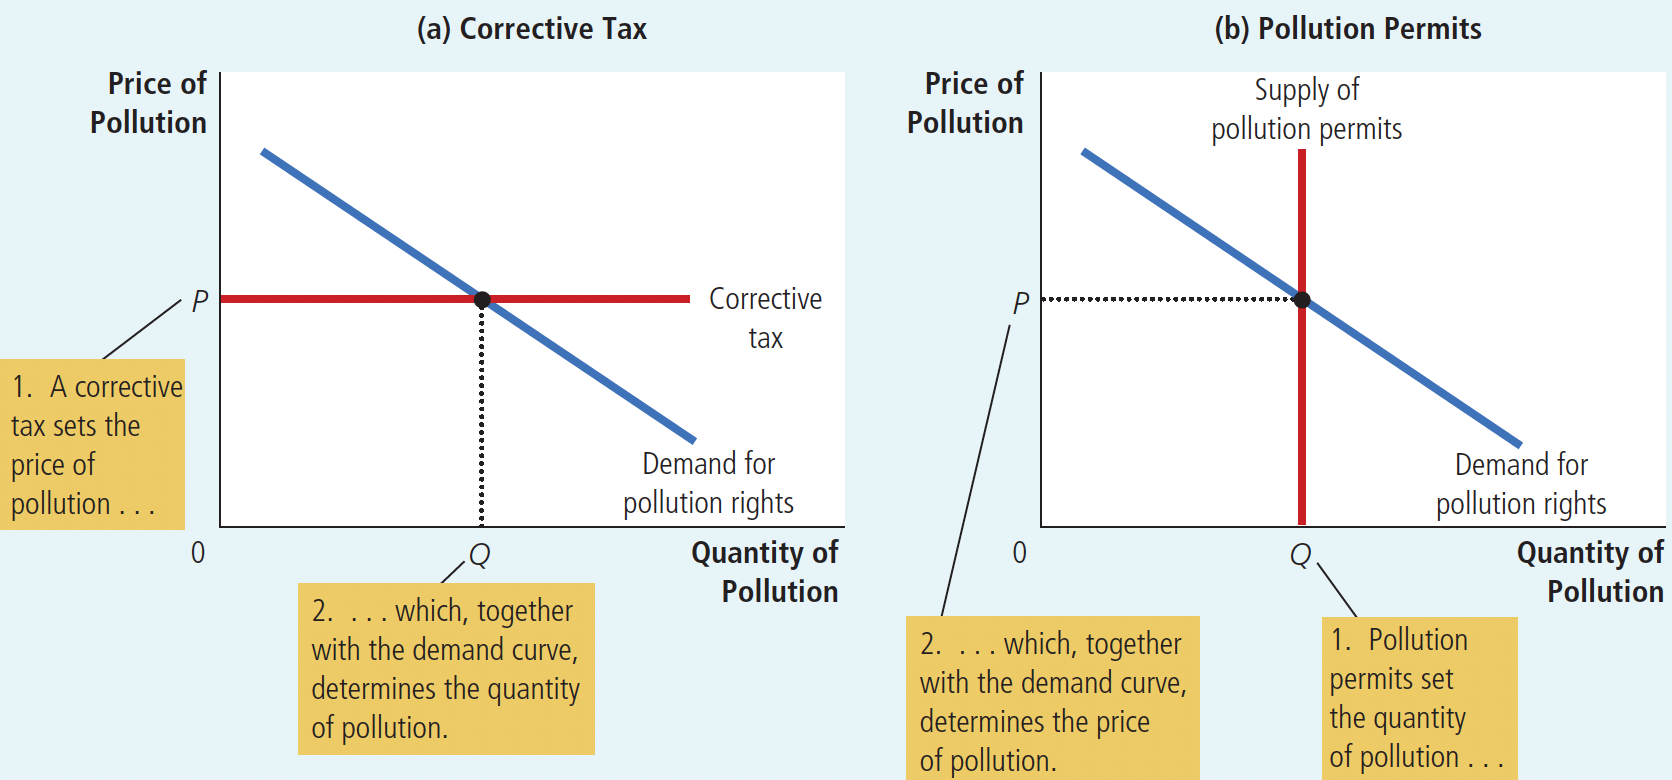 (a) Corrective Tax
Price of
Pollution
P
Corrective
tax
1. A corrective
tax sets the
price of
pollution . . .
Demand for
pollution rights
0
Q
Quantity of
Pollution
2. . . . which, together
with the demand curve,
determines the quantity
of pollution.
(b) Pollution Permits
Price of
Pollution
Supply of
pollution permits
P
Demand for
pollution rights
0
Q
Quantity of
Pollution
2. . . . which, together
with the demand curve,
determines the price
of pollution.
1. Pollution
permits set
the quantity
of pollution . . .